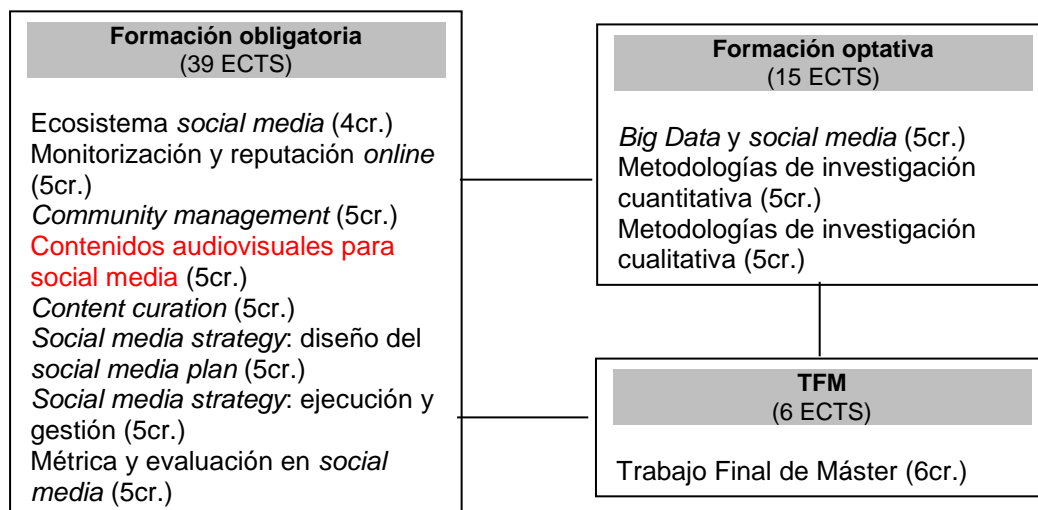 Formación obligatoria
(39 ECTS)
Ecosistema social media (4cr.)
Monitorización y reputación online
(5cr.)
Community management (5cr.)
Contenidos audiovisuales para
social media (5cr.)
Content curation (5cr.)
Social media strategy: diseño del
social media plan (5cr.)
Social media strategy: ejecución y
gestión (5cr.)
Métrica y evaluación en social
media (5cr.)
Formación optativa
(15 ECTS)
Big Data y social media (5cr.)
Metodologías de investigación
cuantitativa (5cr.)
Metodologías de investigación
cualitativa (5cr.)
TFM
(6 ECTS)
Trabajo Final de Máster (6cr.)